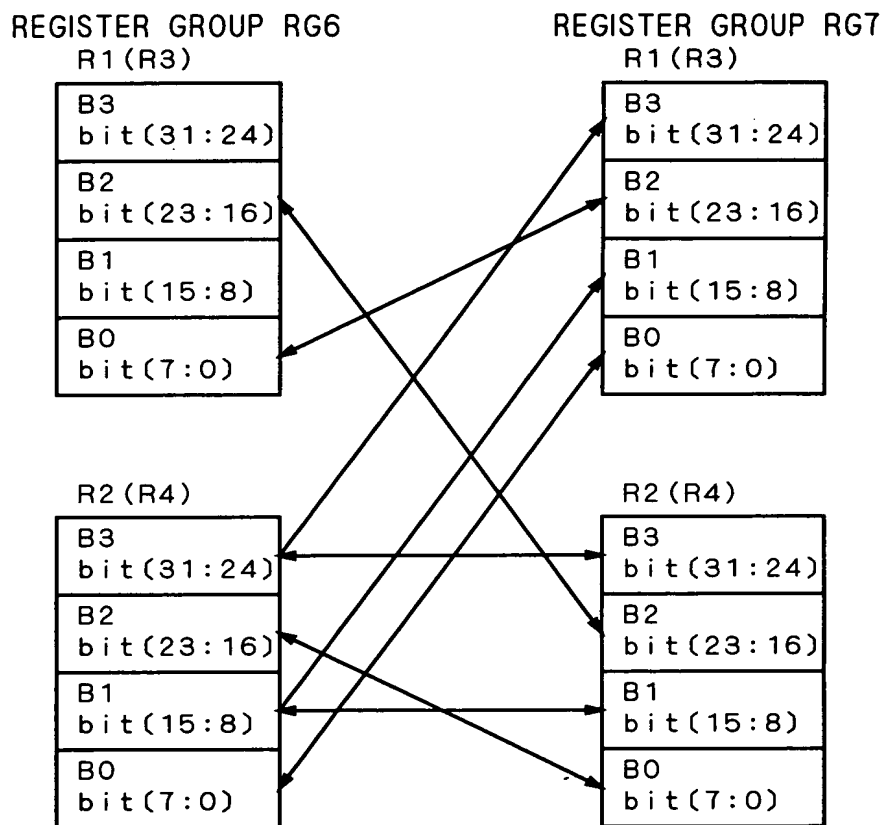 REGISTER GROUP RG6
R1(R3)
B3
bit(31:24)
B2
bit(23:16)
B1
bit(15:8)
B0
bit(7:0)
R2(R4)
B3
bit(31:24)
B2
bit(23:16)
B1
bit(15:8)
B0
bit(7:0)
REGISTER GROUP RG7
R1(R3)
B3
bit(31:24)
B2
bit(23:16)
B1
bit(15:8)
B0
bit(7:0)
R2(R4)
B3
bit(31:24)
B2
bit(23:16)
B1
bit(15:8)
B0
bit(7:0)